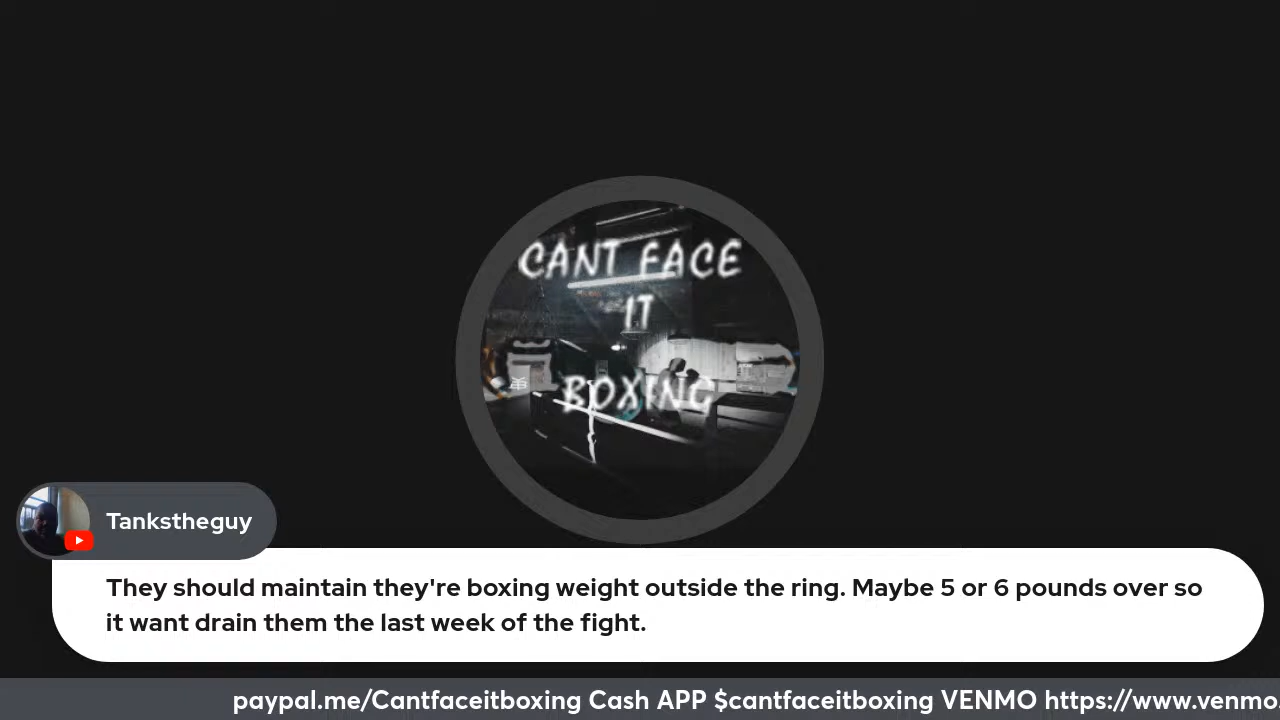 CANT FACE
IT
BOXING
Tankstheguy
They should maintain they're boxing weight outside the ring. Maybe 5 or 6 pounds over so
it want drain them the last week of the fight.
paypal.me/Cantfaceitboxing Cash APP $cantfaceitboxing VENMO https://www.venmo